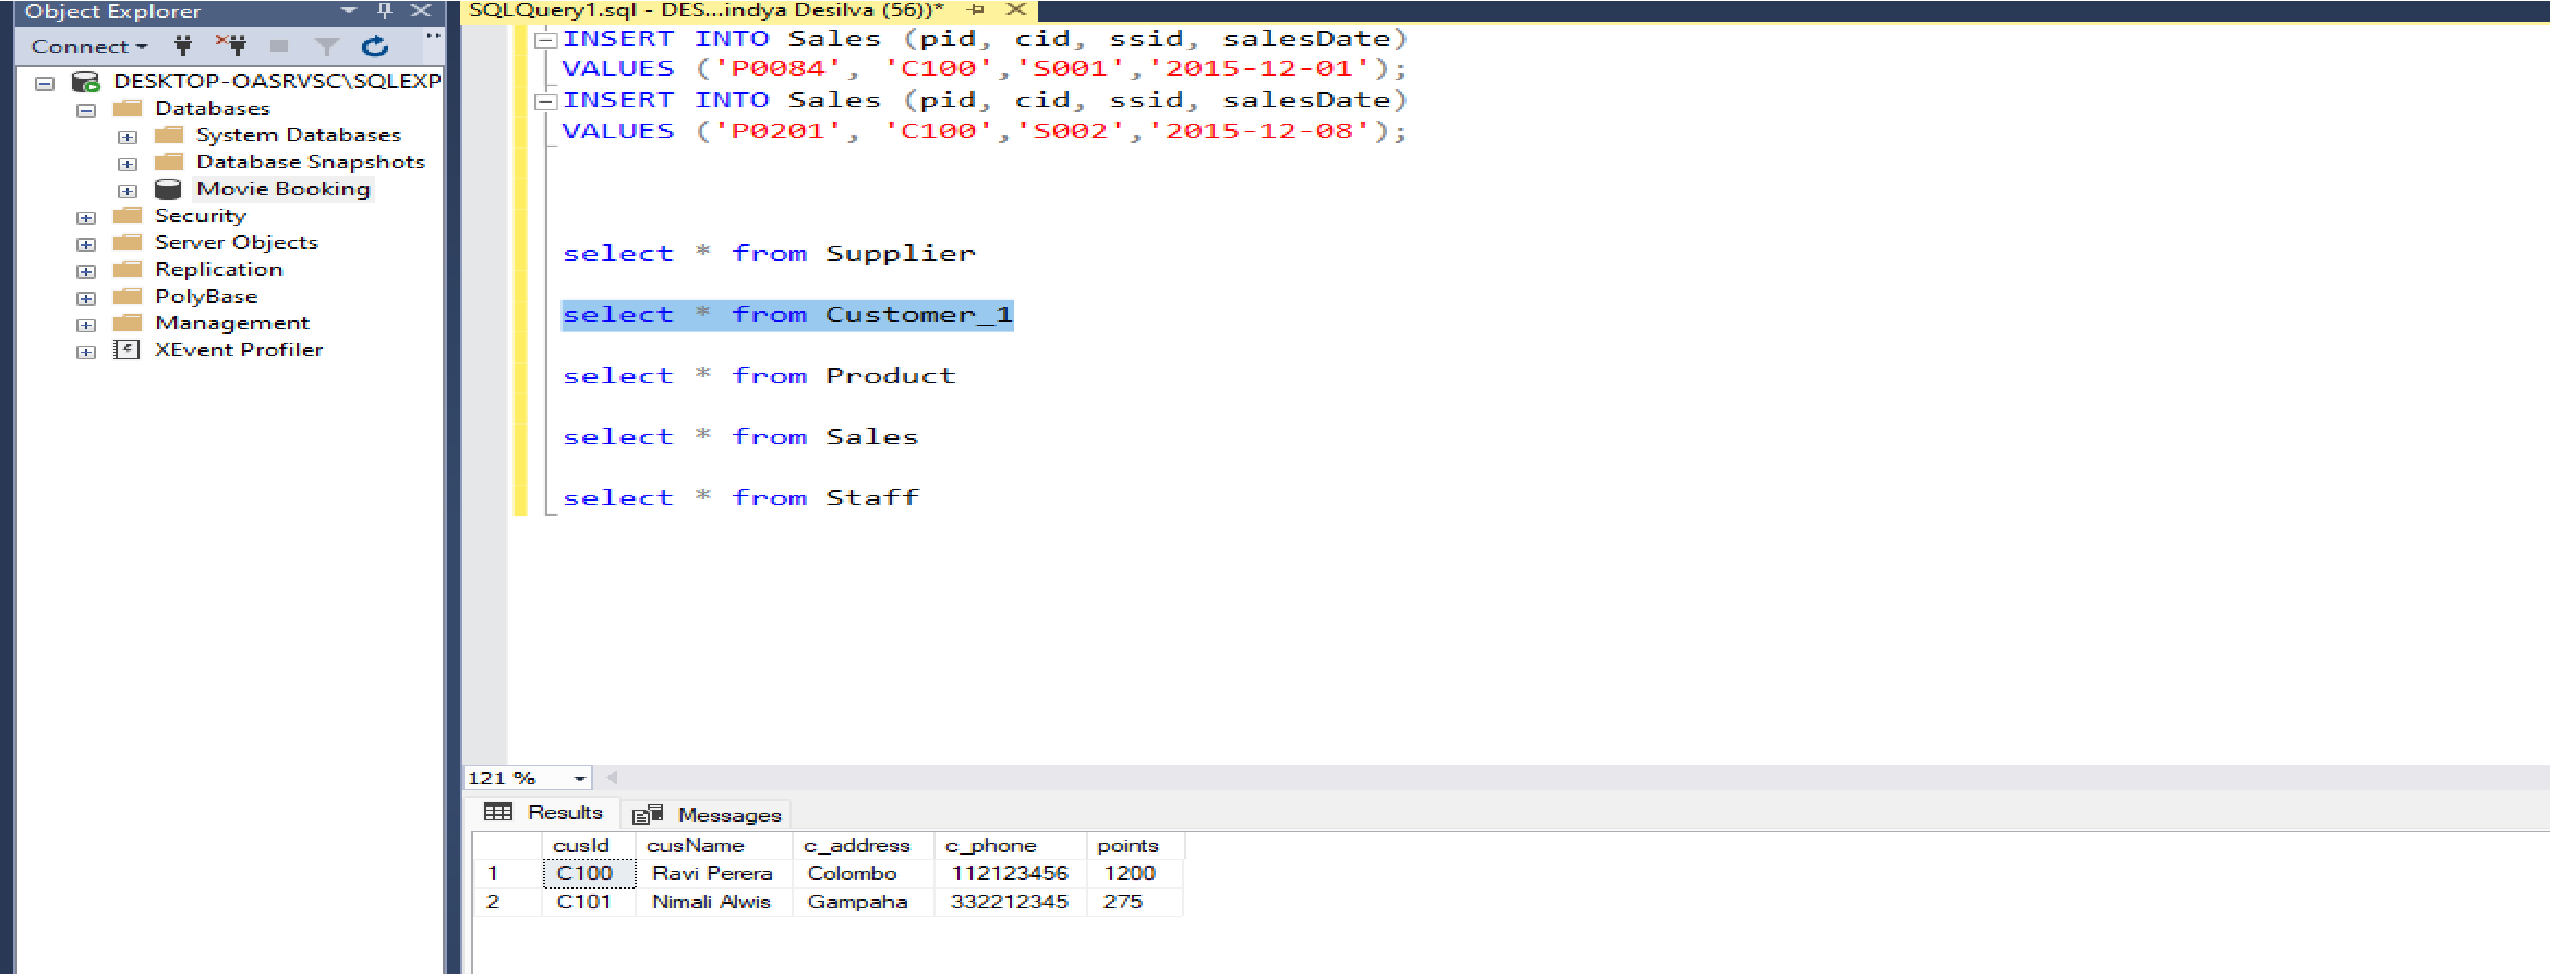 Object Explorer
Connect
DESKTOP-OASRVSC\SQLEXP
Databases
System Databases
Database Snapshots
Movie Booking
Security
Server Objects
Replication
PolyBase
Management
XEvent Profiler
SQLQuery1.sql - DES...indya Desilva (56))*
INSERT INTO Sales (pid, cid, ssid, salesDate)
VALUES ('P0084', 'C100','S001','2015-12-01');
INSERT INTO Sales (pid, cid, ssid, salesDate)
VALUES ('P0201', 'C100','S002','2015-12-08');
select * from Supplier
select * from Customer_1
select * from Product
select * from Sales
select * from Staff
121 %
Results Messages
cusId cusName c_address c_phone points
1 C100 Ravi Perera Colombo 112123456 1200
2 C101 Nimali Alwis Gampaha 332212345 275